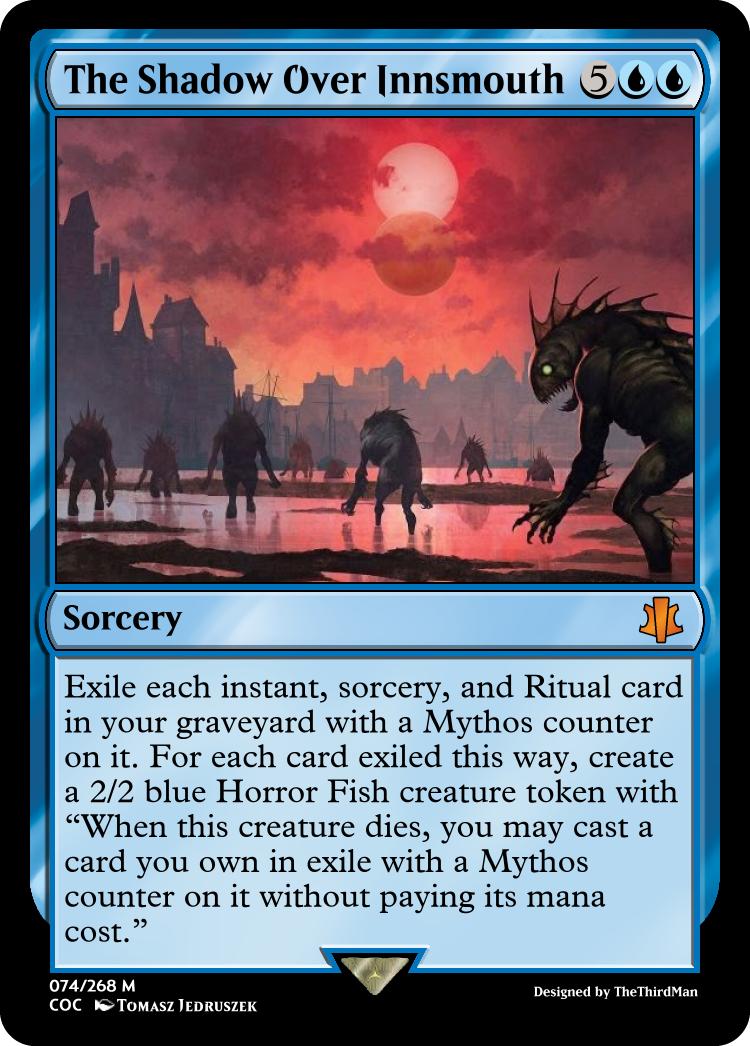 The Shadow Over Innsmouth 5
Sorcery
Exile each instant, sorcery, and Ritual card
in your graveyard with a Mythos counter
on it. For each card exiled this way, create
a 2/2 blue Horror Fish creature token with
“When this creature dies, you may cast a
card you own in exile with a Mythos
counter on it without paying its mana
cost.”
074/268 M
COC Tomasz Jedruszek
Designed by TheThirdMan